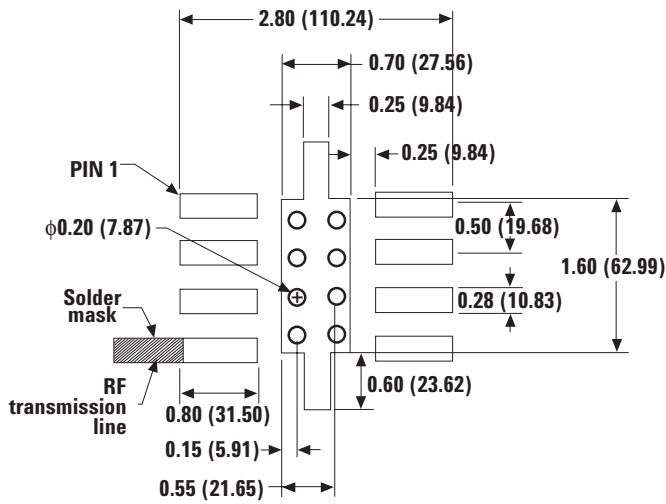 2.80 (110.24)
0.70 (27.56)
0.25 (9.84)
0.25 (9.84)
PIN 1
ϕ0.20 (7.87)
0.50 (19.68)
1.60 (62.99)
0.28 (10.83)
Solder
mask
RF
transmission
line
0.60 (23.62)
0.80 (31.50)
0.15 (5.91)
0.55 (21.65)